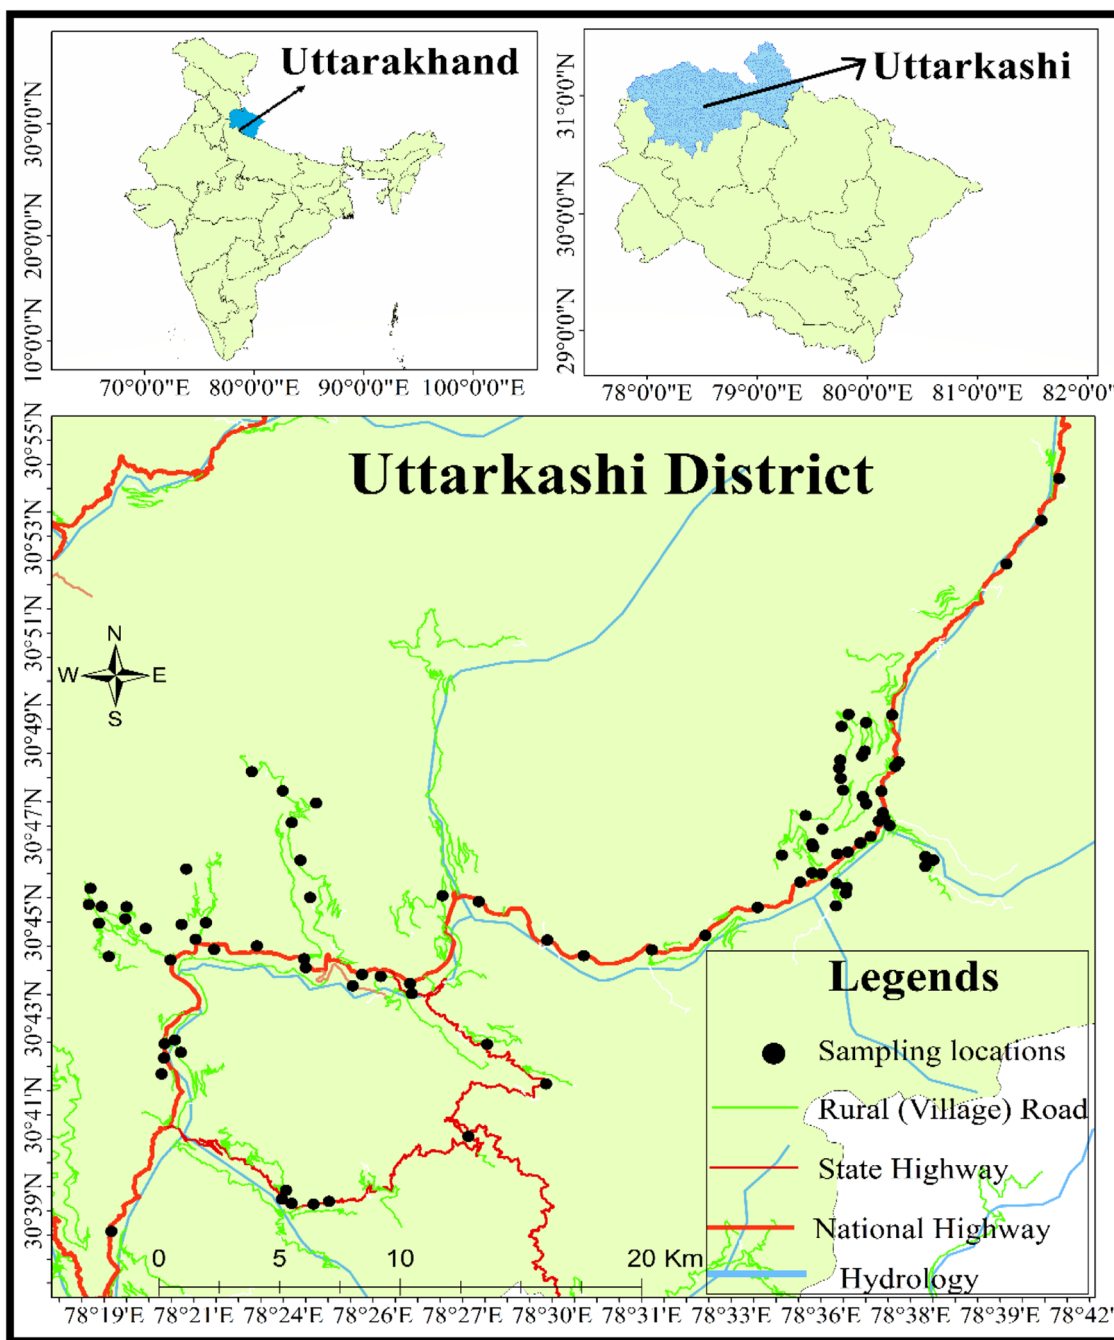 Uttarakhand
30°0'0"N
20°0'0"N
10°0'0"N
70°0'0"E 80°0'0"E 90°0'0"E 100°0'0"E
Uttarkashi
31°0'0"N
30°0'0"N
29°0'0"N
78°0'0"E 79°0'0"E 80°0'0"E 81°0'0"E 82°0'0"
Uttarkashi District
30°55'N
30°53'N
30°51'N
30°49'N
30°47'N
30°45'N
30°43'N
30°41'N
30°39'N
N
W E
S
Legends
Sampling locations
Rural (Village) Road
State Highway
National Highway
Hydrology
0 5 10 20 Km
78°19'E 78°21'E 78°24'E 78°27'E 78°30'E 78°31'E 78°33'E 78°36'E 78°39'E 78°42'